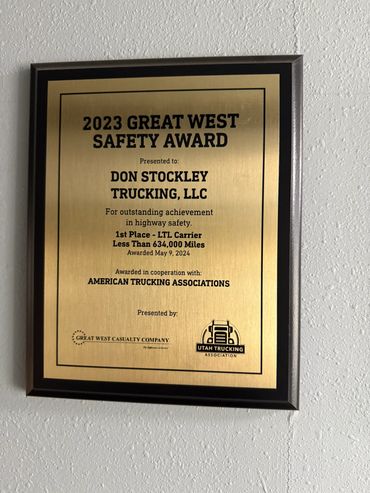 2023 GREAT WEST
SAFETY AWARD
Presented to:
DON STOCKLEY
TRUCKING, LLC
For outstanding achievement
in highway safety.
1st Place - LTL Carrier
Less Than 634,000 Miles
Awarded May 9, 2024
Awarded in cooperation with:
AMERICAN TRUCKING ASSOCIATIONS
Presented by:
GREAT WEST CASUALTY COMPANY
UTAH TRUCKING
ASSOCIATION